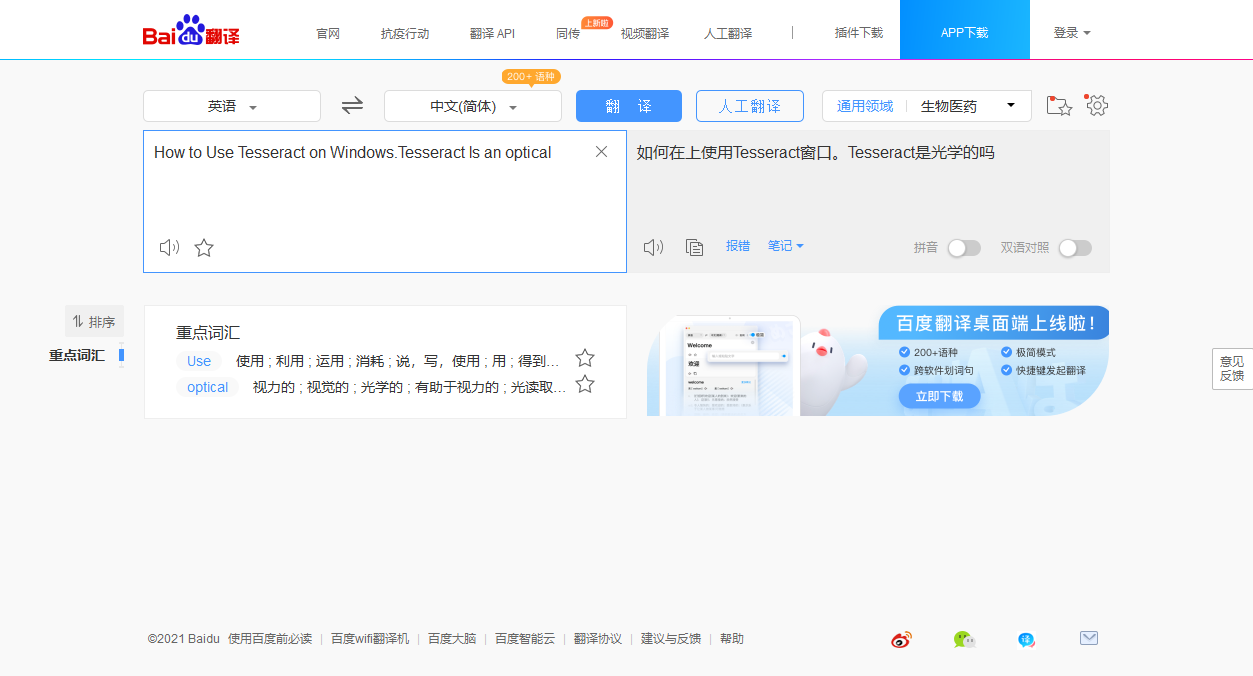 Bai du 翻译
官网
抗疫行动
翻译 API
同传
上新啦
视频翻译
人工翻译
插件下载
APP下载
登录
200+ 语种
英语
中文(简体)
翻 译
人工翻译
通用领域
生物医药
How to Use Tesseract on Windows.Tesseract Is an optical
如何在上使用Tesseract窗口。Tesseract是光学的吗
报错
笔记
拼音
双语对照
排序
重点词汇
重点词汇
Use 使用 ; 利用 ; 运用 ; 消耗 ; 说，写，使用 ; 用 ; 得到...
optical 视力的 ; 视觉的 ; 光学的 ; 有助于视力的 ; 光读取...
Welcome
欢迎
welcome
百度翻译桌面端上线啦！
200+语种
极简模式
跨软件划词句
快捷键发起翻译
立即下载
意见
反馈
©2021 Baidu 使用百度前必读 | 百度wifi翻译机 | 百度大脑 | 百度智能云 | 翻译协议 | 建议与反馈 | 帮助
译